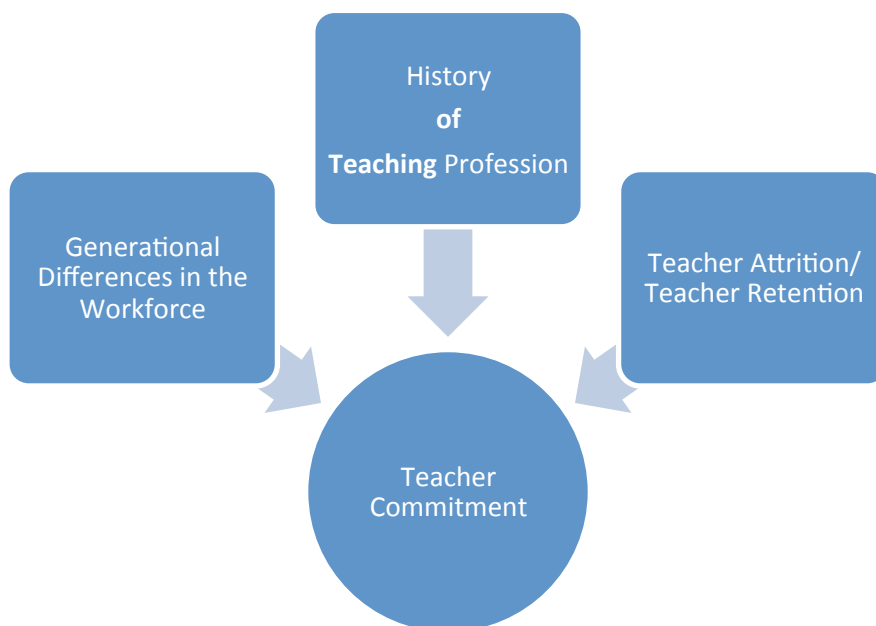 History
of
Teaching Profession
Generational
Differences in the
Workforce
Teacher Attrition/
Teacher Retention
Teacher
Commitment